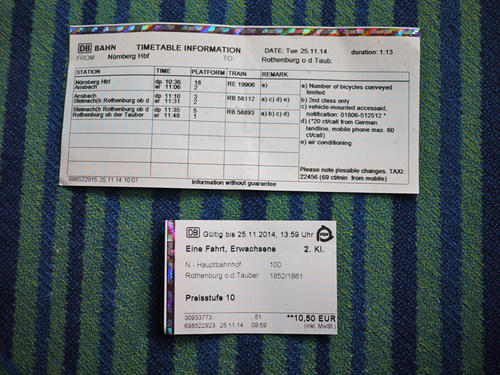 DB BAHN TIMETABLE INFORMATION DATE: Tue 25.11.14 duration: 1:13
FROM Nürnberg Hbf TO Rothenburg o d Taub.
STATION TIME PLATFORM TRAIN REMARK
Nürnberg Hbf dp 10:36 18 RE 19906 a)
Ansbach ar 11:06 2
Ansbach dp 11:10 3 RB 58112 a) c) d) e)
Steinach(b Rothenburg ob d ar 11:31 2
Steinach(b Rothenburg ob d dp 11:35 5 RB 58893 a) b) c) d)
Rothenburg ob der Tauber ar 11:49 1
a) Number of bicycles conveyed
limited
b) 2nd class only
c) vehicle-mounted accessaid,
notification: 01806-512512 *
d) (*20 ct/call from German
landline, mobile phone max. 60
ct/call)
e) air conditioning
Please note possible changes. TAXI:
22456 (69 ct/min from mobile)
698522915 25.11.14 10:07
Information without guarantee
DB Gültig bis 25.11.2014, 13:59 Uhr VGN
Eine Fahrt, Erwachsene 2. Kl.
N - Hauptbahnhof 100
Rothenburg o d Tauber 1852/1861
Preisstufe 10
30933773 51 **10,50 EUR
698522923 25.11.14 09:59 (inkl. MwSt.)